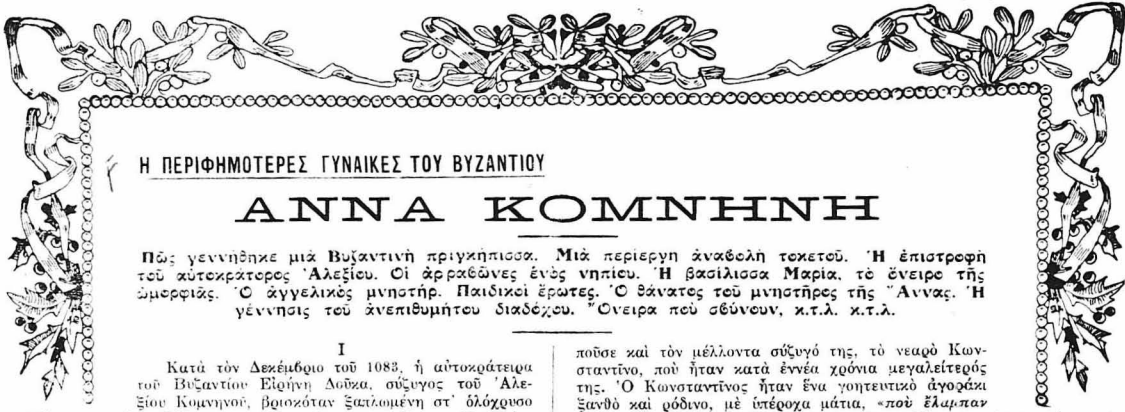 Η ΠΕΡΙΦΗΜΟΤΕΡΕΣ ΓΥΝΑΙΚΕΣ ΤΟΥ ΒΥΖΑΝΤΙΟΥ
ΑΝΝΑ ΚΟΜΝΗΝΗ
Πῶς γεννήθηκε μιὰ Βυζαντινὴ πριγκήπισσα. Μιὰ περίεργη ἀναβολὴ τοκετοῦ. Ἡ ἐπιστροφὴ
τοῦ αὐτοκράτορος Ἀλεξίου. Οἱ ἀρραβῶνες ἑνὸς νηπίου. Ἡ βασίλισσα Μαρία, τὸ ὄνειρο τῆς
ὠμορφιᾶς. Ὁ ἀγγελικὸς μνηστήρ. Παιδικοὶ ἔρωτες. Ὁ θάνατος τοῦ μνηστῆρος τῆς Ἄννας. Ἡ
γέννησις τοῦ ἀνεπιθυμήτου διαδόχου. Ὄνειρα ποὺ σβύνουν, κ.τ.λ. κ.τ.λ.
I
Κατὰ τὸν Δεκέμβριο τοῦ 1083, ἡ αὐτοκράτειρα
τοῦ Βυζαντίου Εἰρήνη Δούκα, σύζυγος τοῦ Ἀλε-
ξίου Κομνηνοῦ, βρισκόταν ξαπλωμένη στ' ὁλόχρυσο
ποῦσε καὶ τὸν μέλλοντα σύζυγό της, τὸ νεαρὸ Κων-
σταντῖνο, ποὺ ἦταν κατὰ ἐννέα χρόνια μεγαλείτερός
της. Ὁ Κωνσταντῖνος ἦταν ἕνα γοητευτικὸ ἀγοράκι
ξανθὸ καὶ ρόδινο, μὲ ὑπέροχα μάτια, «ποὺ ἔλαμπαν